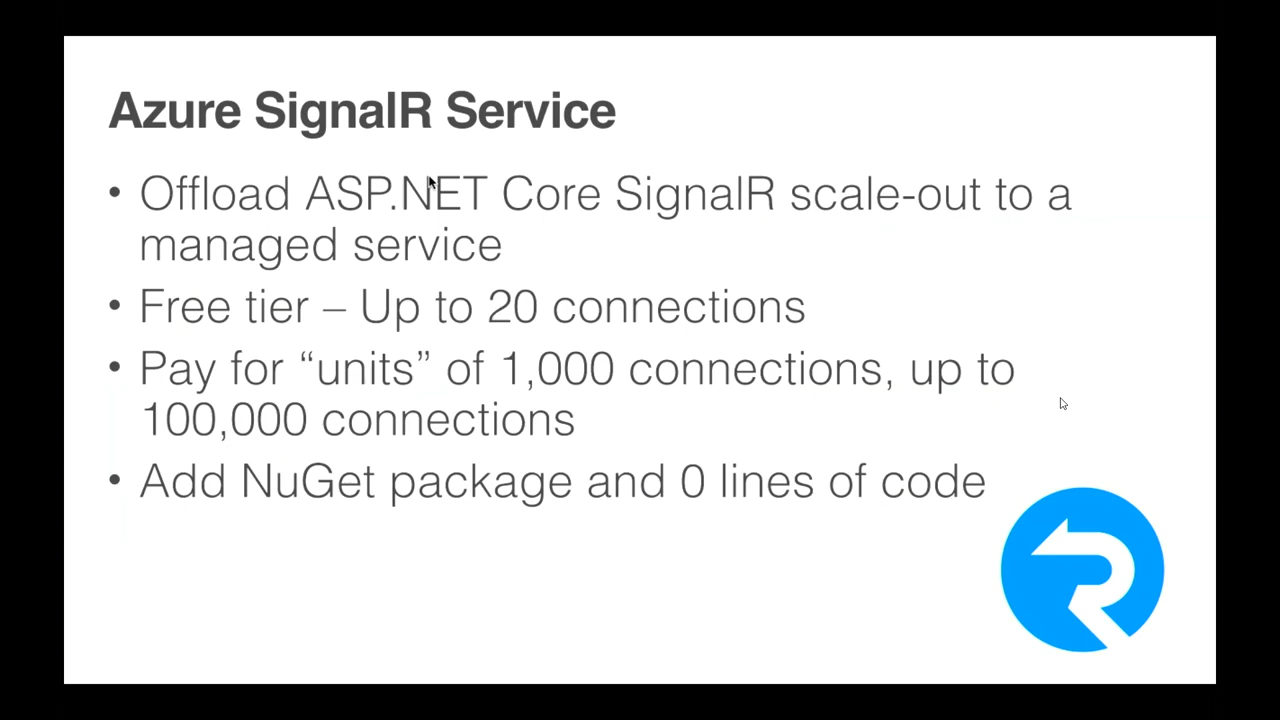 Azure SignalR Service
• Offload ASP.NET Core SignalR scale-out to a
managed service
• Free tier – Up to 20 connections
• Pay for “units” of 1,000 connections, up to
100,000 connections
• Add NuGet package and 0 lines of code